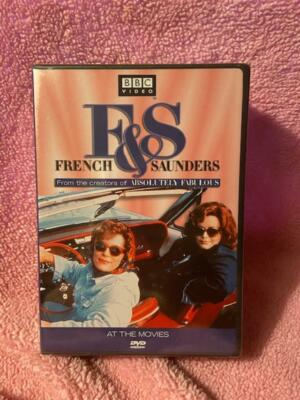 BBC
VIDEO
F&S
FRENCH SAUNDERS
From the creators of ABSOLUTELY FABULOUS
AT THE MOVIES
DVD